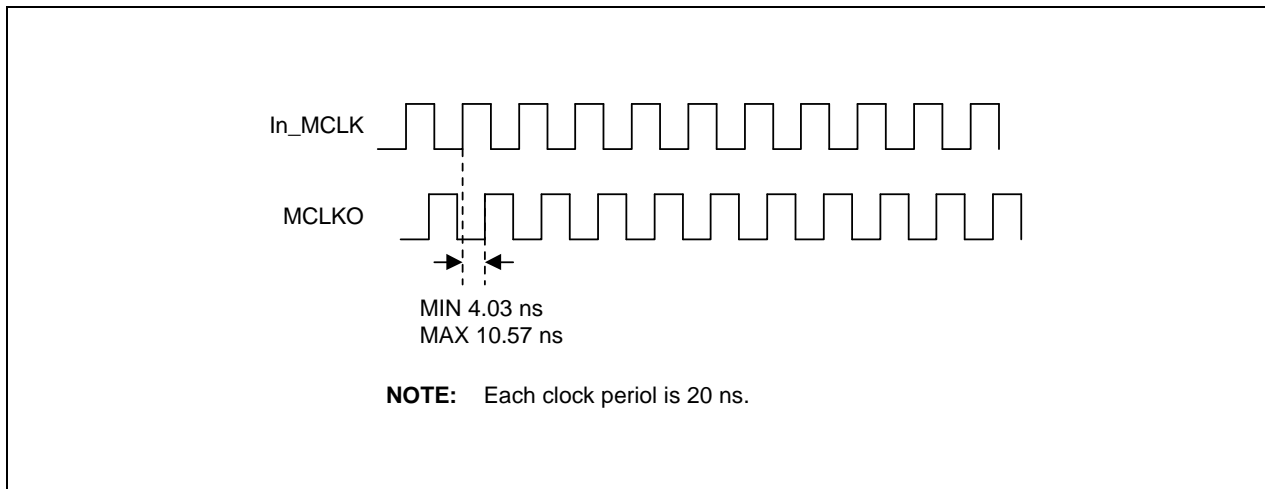 In_MCLK
MCLKO
MIN 4.03 ns
MAX 10.57 ns
NOTE: Each clock periol is 20 ns.